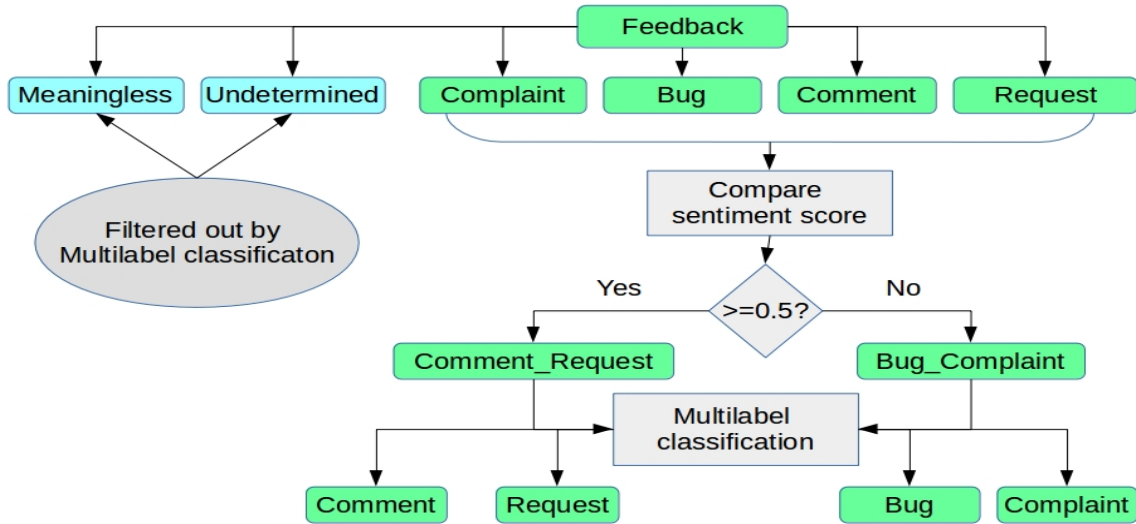 Feedback
Meaningless
Undetermined
Complaint
Bug
Comment
Request
Compare
sentiment score
Filtered out by
Multilabel classificaton
Yes
>=0.5?
No
Comment_Request
Bug_Complaint
Multilabel
classification
Comment
Request
Bug
Complaint